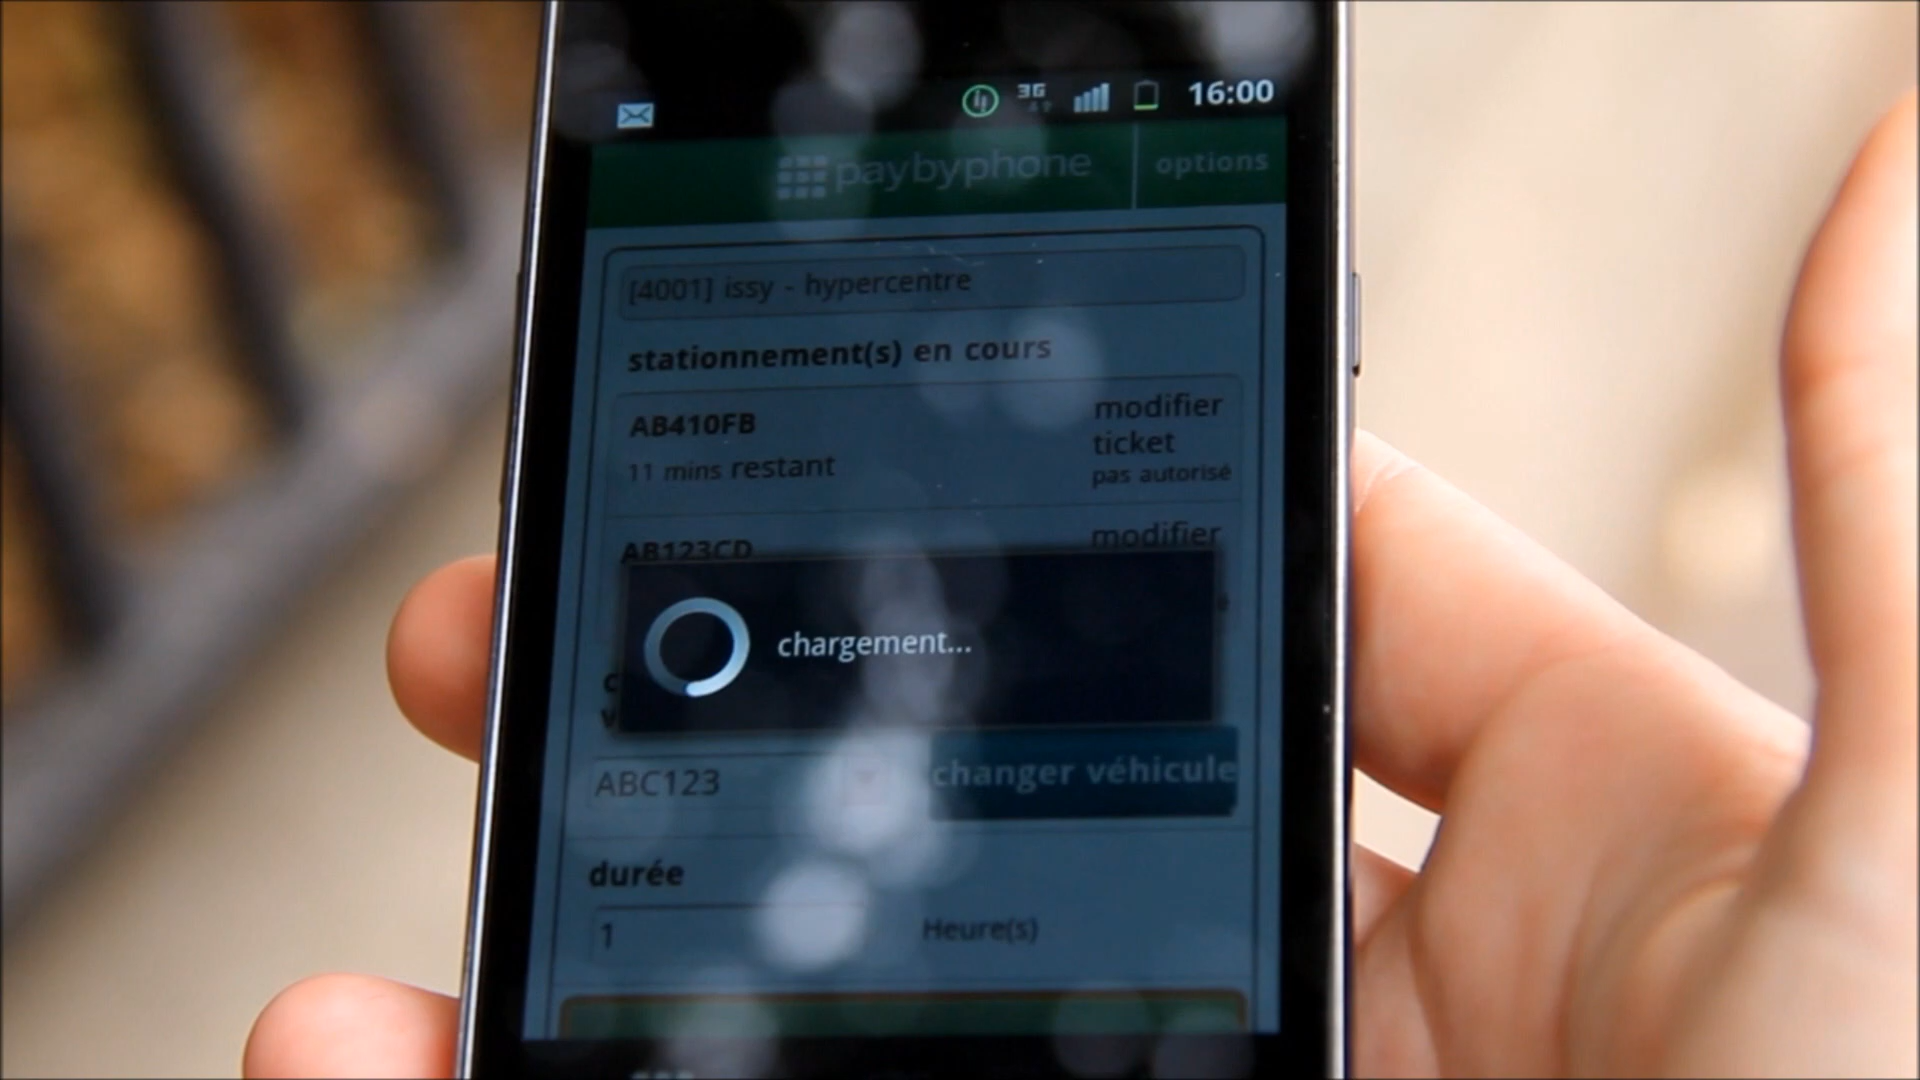 3G 16:00
paybyphone options
[4001] issy - hypercentre
stationnement(s) en cours
AB410FB
11 mins restant
modifier
ticket
pas autorisé
AB123CD modifier
chargement...
ABC123 changer véhicule
durée
1 Heure(s)